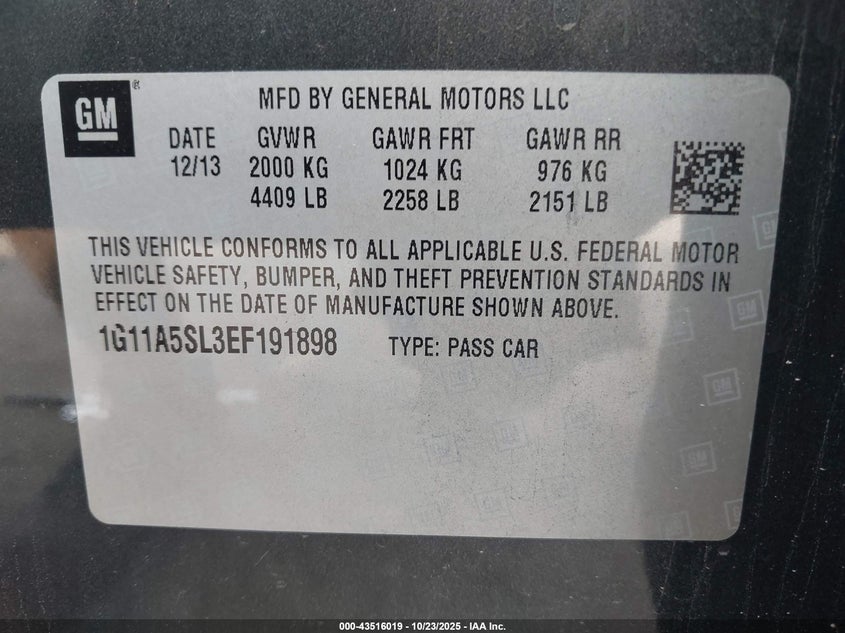 GM
MFD BY GENERAL MOTORS LLC
DATE GVWR GAWR FRT GAWR RR
12/13 2000 KG 1024 KG 976 KG
4409 LB 2258 LB 2151 LB
THIS VEHICLE CONFORMS TO ALL APPLICABLE U.S. FEDERAL MOTOR
VEHICLE SAFETY, BUMPER, AND THEFT PREVENTION STANDARDS IN
EFFECT ON THE DATE OF MANUFACTURE SHOWN ABOVE.
1G11A5SL3EF191898 TYPE: PASS CAR
000-43516019 - 10/23/2025 - IAA Inc.